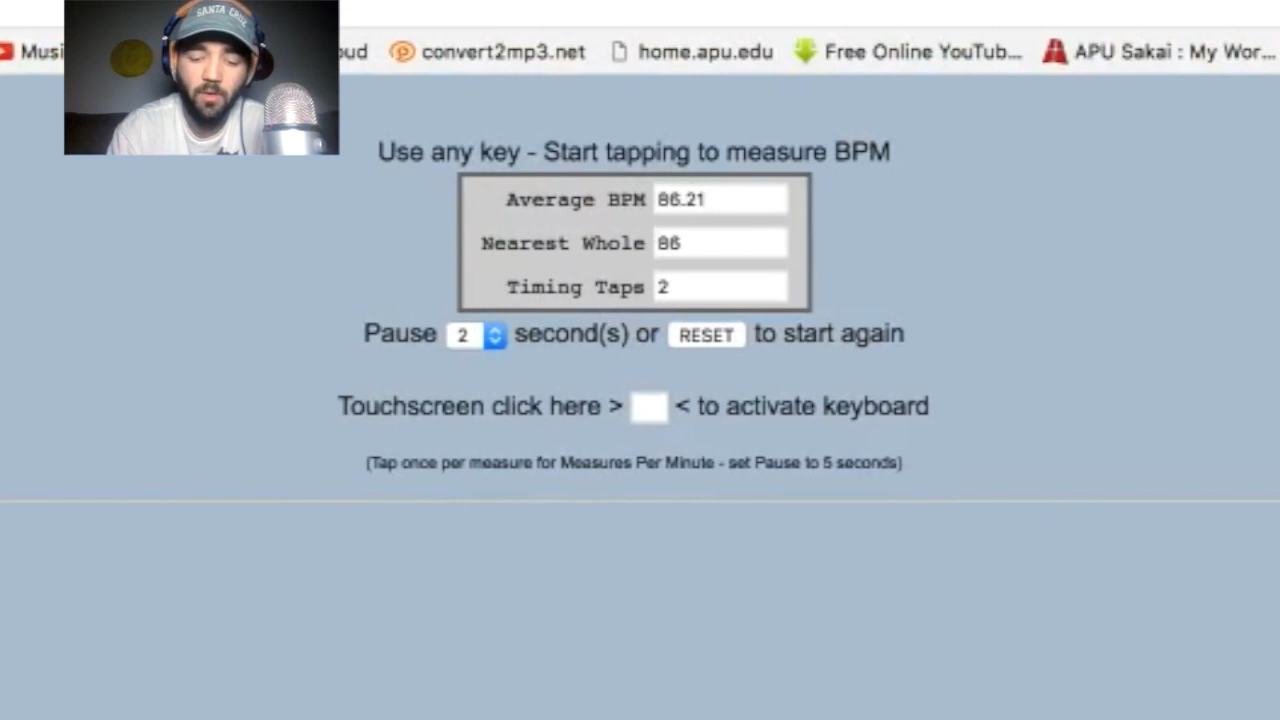 Musi
oud
convert2mp3.net
home.apu.edu
Free Online YouTub...
APU Sakai : My Wor...
SANTA CRUZ
Use any key - Start tapping to measure BPM
Average BPM 86.21
Nearest Whole 86
Timing Taps 2
Pause 2 second(s) or RESET to start again
Touchscreen click here > < to activate keyboard
(Tap once per measure for Measures Per Minute - set Pause to 5 seconds)